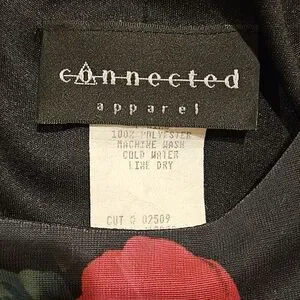 connected
apparel
100% POLYESTER
MACHINE WASH
COLD WATER
LINE DRY
CUT # 02509